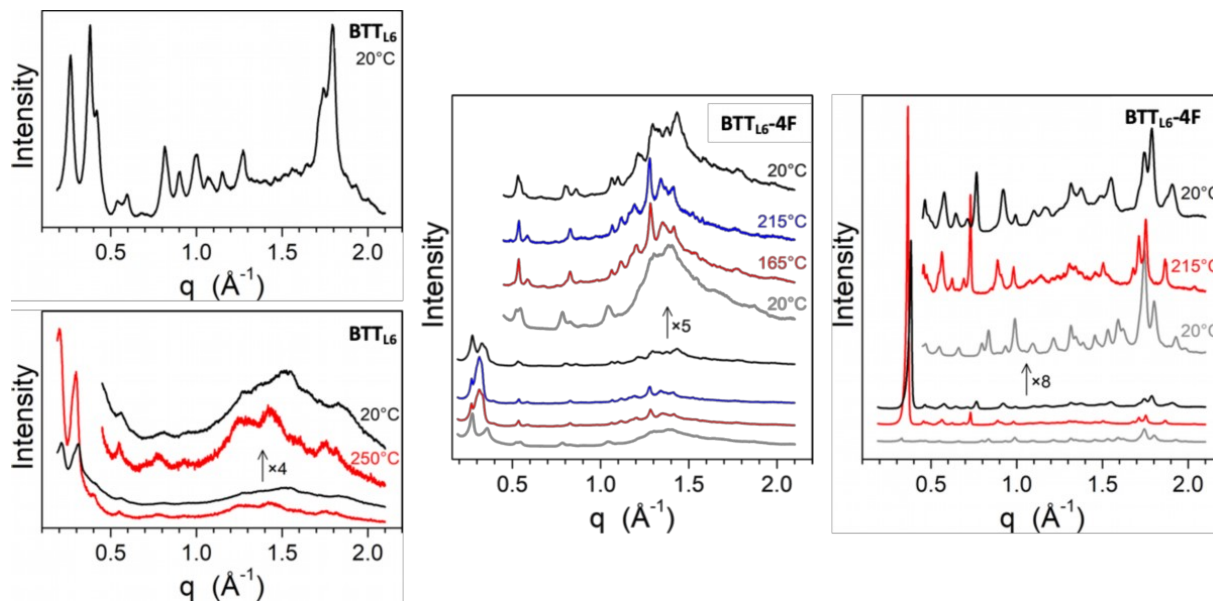 BTTL6
20°C
Intensity
0.5 1.0 1.5 2.0
q (Å-1)
BTTL6
20°C
250°C
×4
Intensity
0.5 1.0 1.5 2.0
q (Å-1)
BTTL6-4F
20°C
215°C
165°C
20°C
×5
Intensity
0.5 1.0 1.5 2.0
q (Å-1)
BTTL6-4F
20°C
215°C
20°C
×8
Intensity
0.5 1.0 1.5 2.0
q (Å-1)